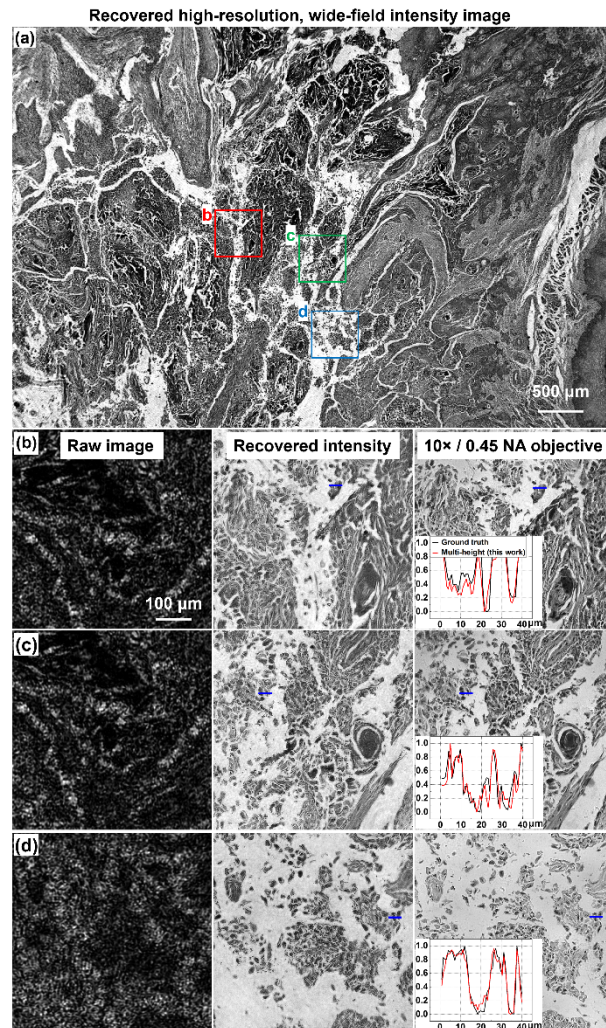 Recovered high-resolution, wide-field intensity image
(a)
b
c
d
500 µm
(b) Raw image Recovered intensity 10× / 0.45 NA objective
100 µm
Ground truth
Multi-height (this work)
1.0
0.8
0.6
0.4
0.2
0.0
0 10 20 30 40 µm
(c)
1.0
0.8
0.6
0.4
0.2
0.0
0 10 20 30 40 µm
(d)
1.0
0.8
0.6
0.4
0.2
0.0
0 10 20 30 40 µm